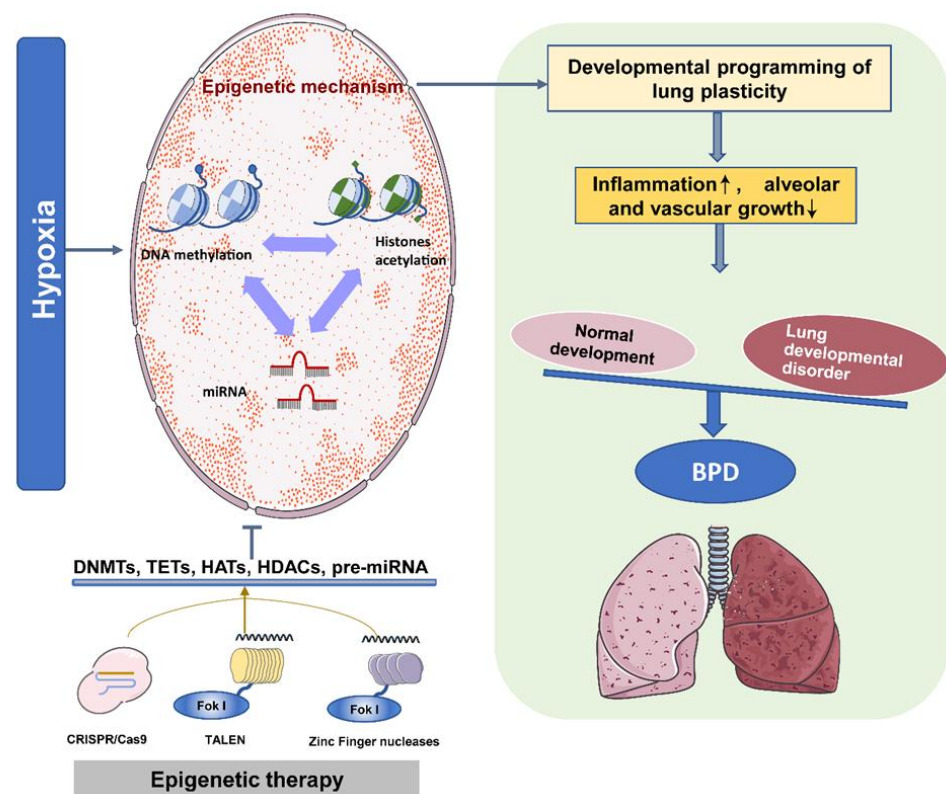 Hypoxia
Epigenetic mechanism
DNA methylation
Histones
acetylation
miRNA
DNMTs, TETs, HATs, HDACs, pre-miRNA
Fok I
Fok I
CRISPR/Cas9
TALEN
Zinc Finger nucleases
Epigenetic therapy
Developmental programming of
lung plasticity
Inflammation↑, alveolar
and vascular growth↓
Normal
development
Lung
developmental
disorder
BPD